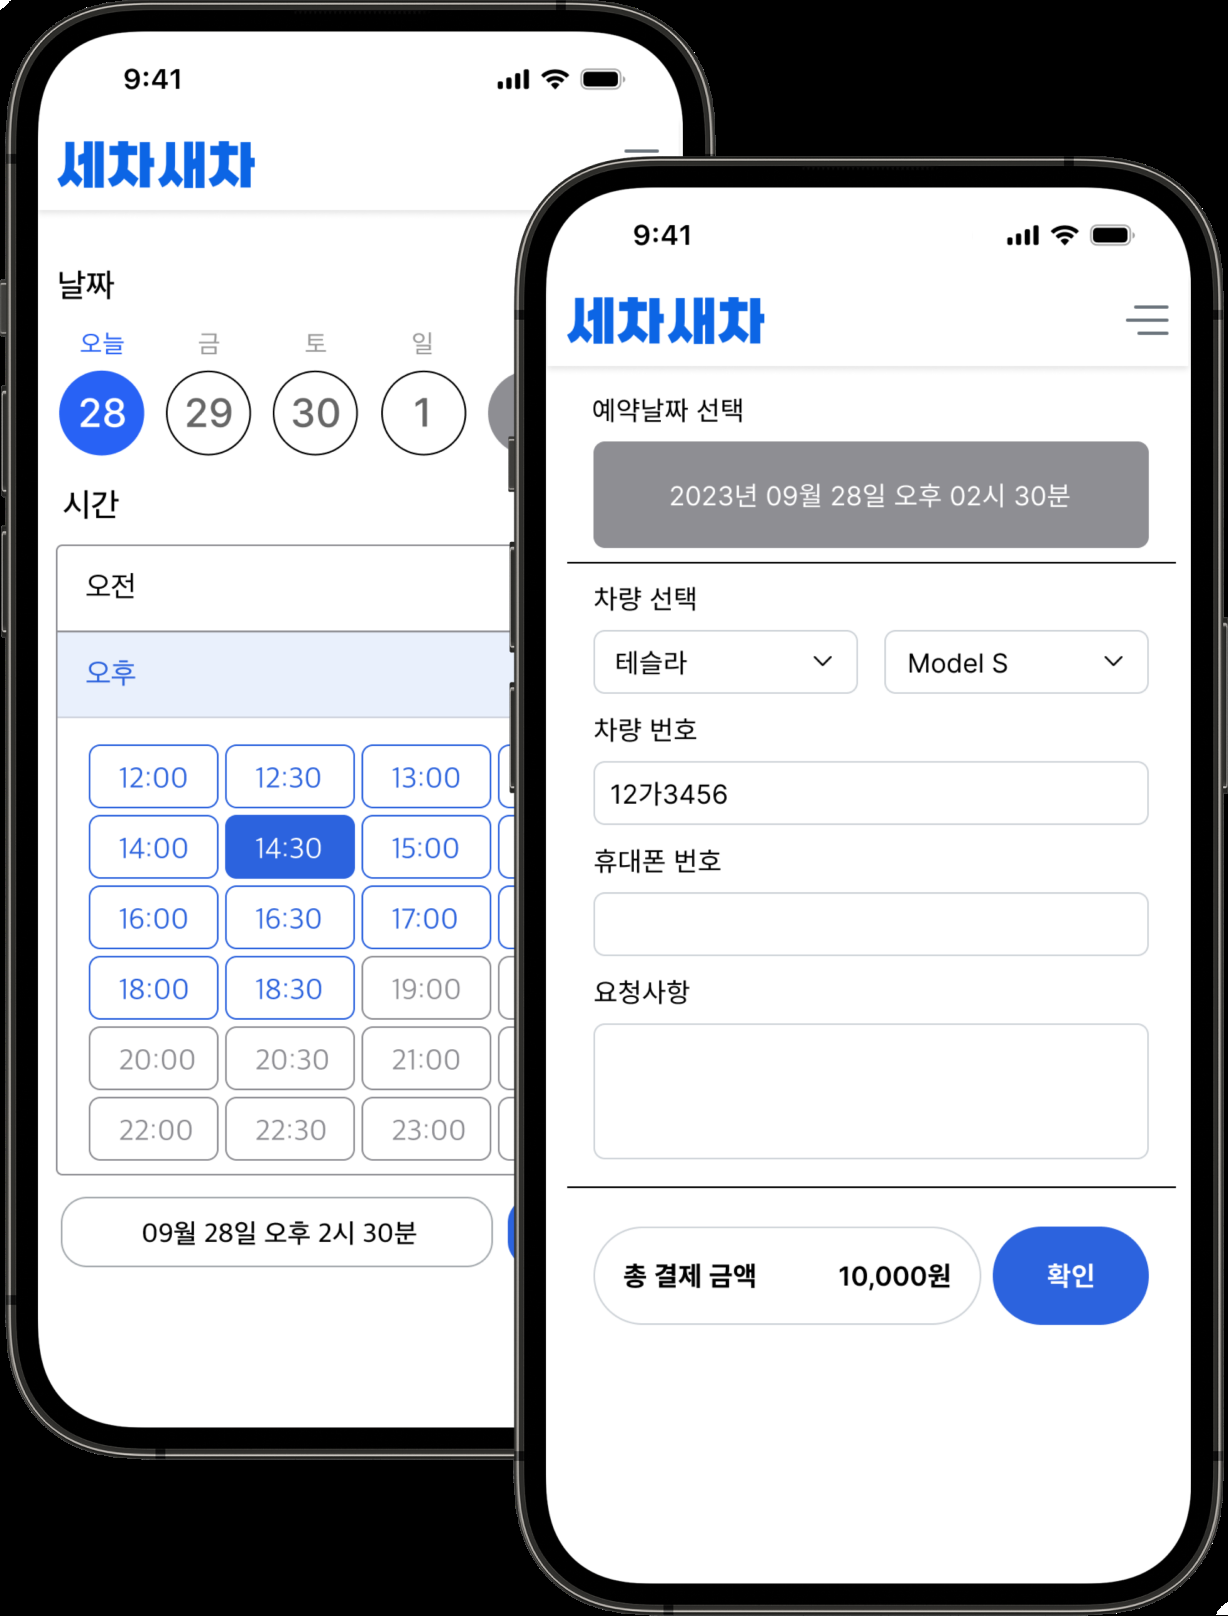 9:41
세차새차
날짜
오늘 금 토 일
28 29 30 1
시간
오전
오후
12:00 12:30 13:00
14:00 14:30 15:00
16:00 16:30 17:00
18:00 18:30 19:00
20:00 20:30 21:00
22:00 22:30 23:00
09월 28일 오후 2시 30분
9:41
세차새차
예약날짜 선택
2023년 09월 28일 오후 02시 30분
차량 선택
테슬라 Model S
차량 번호
12가3456
휴대폰 번호
요청사항
총 결제 금액 10,000원 확인